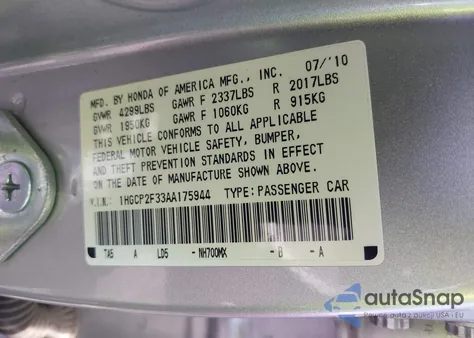 MFD. BY HONDA OF AMERICA MFG., INC. 07/'10
GVWR 4299LBS GAWR F 2337LBS R 2017LBS
GVWR 1950KG GAWR F 1060KG R 915KG
THIS VEHICLE CONFORMS TO ALL APPLICABLE
FEDERAL MOTOR VEHICLE SAFETY, BUMPER,
AND THEFT PREVENTION STANDARDS IN EFFECT
ON THE DATE OF MANUFACTURE SHOWN ABOVE.
V.I.N.: 1HGCP2F33AA175944 TYPE: PASSENGER CAR
TA5 A LD5 - NH700MX -B -A
autoSnap